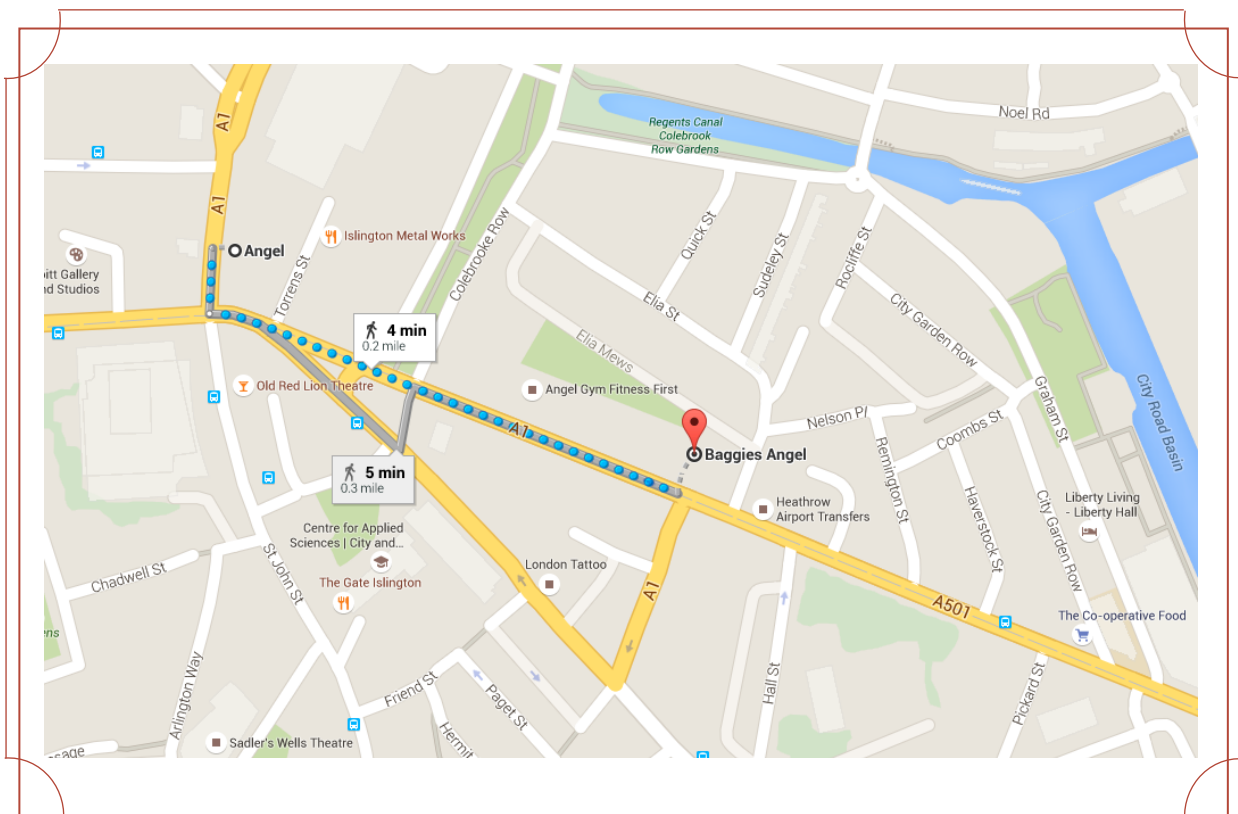 A1
Noel Rd
Regents Canal
Colebrook
Row Gardens
A1
Islington Metal Works
Angel
Colebrooke Row
Quick St
Sudeley St
Rocliffe St
itt Gallery
nd Studios
Torrens St
Elia St
City Garden Row
4 min
0.2 mile
Elia Mews
Old Red Lion Theatre
Angel Gym Fitness First
Graham St
City Road Basin
A1
Nelson Pl
Coombs St
5 min
0.3 mile
Baggies Angel
Remington St
Haverstock St
City Garden Row
Liberty Living
- Liberty Hall
Heathrow
Airport Transfers
Centre for Applied
Sciences | City and...
London Tattoo
Chadwell St
St John St
The Gate Islington
A1
A501
The Co-operative Food
ens
Arlington Way
Friend St
Paget St
Hall St
Pickard St
Hermit
Sadler's Wells Theatre
ssage